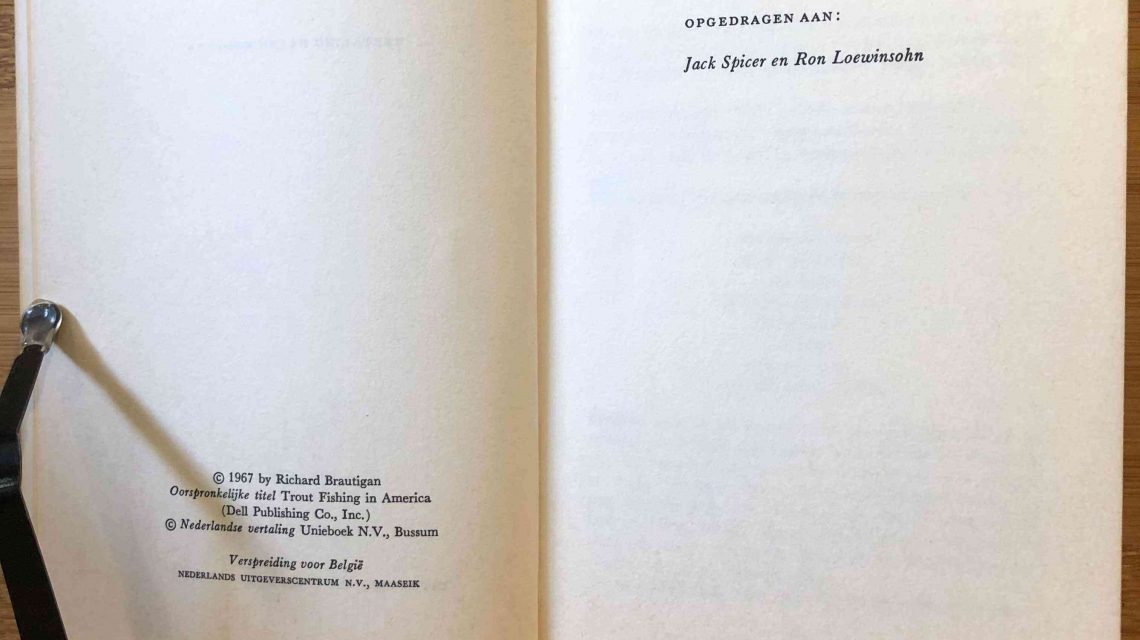 © 1967 by Richard Brautigan
Oorspronkelijke titel Trout Fishing in America
(Dell Publishing Co., Inc.)
© Nederlandse vertaling Unieboek N.V., Bussum
Verspreiding voor België
NEDERLANDS UITGEVERSCENTRUM N.V., MAASEIK
OPGEDRAGEN AAN:
Jack Spicer en Ron Loewinsohn